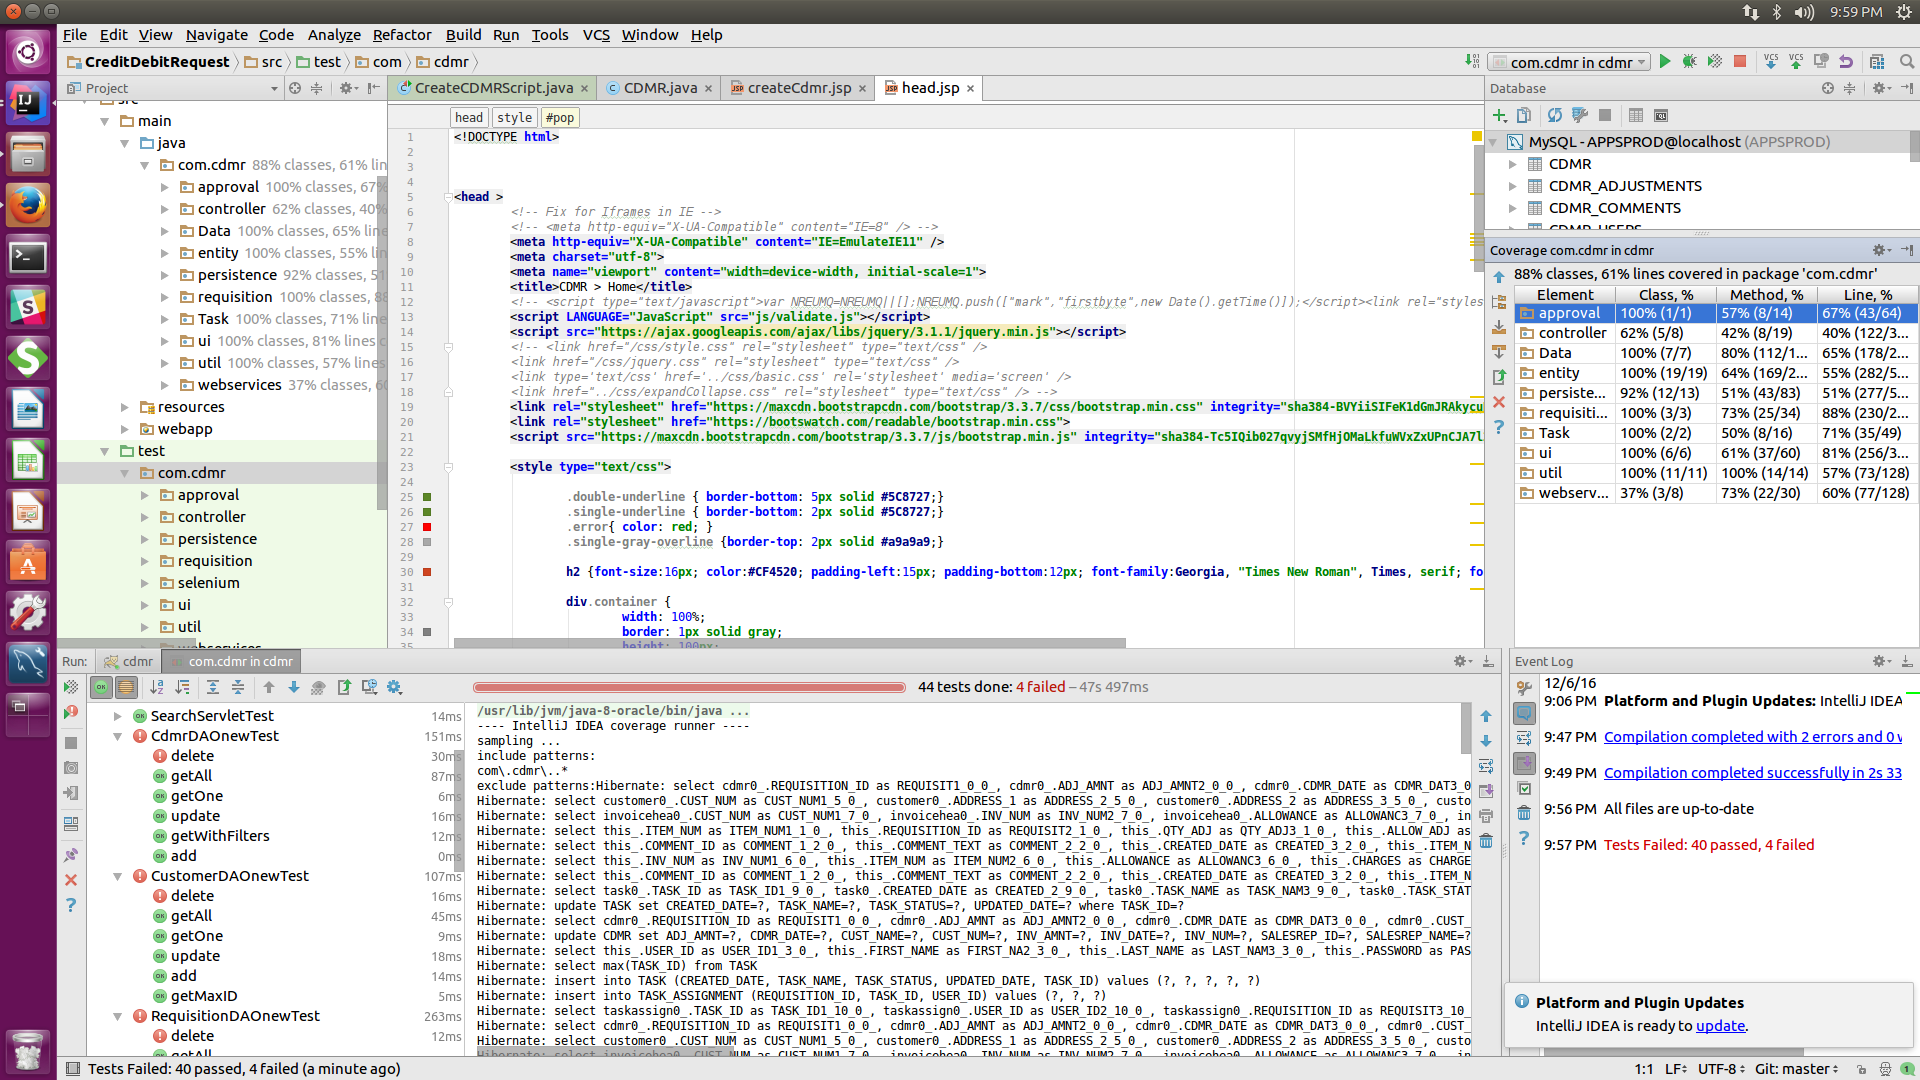 9:59 PM
File Edit View Navigate Code Analyze Refactor Build Run Tools VCS Window Help
CreditDebitRequest src test com cdmr
com.cdmr in cdmr
Project
main
java
com.cdmr 88% classes, 61% lin
approval 100% classes, 67%
controller 62% classes, 40%
Data 100% classes, 65% line
entity 100% classes, 55% lin
persistence 92% classes, 51
requisition 100% classes, 88
Task 100% classes, 71% line
ui 100% classes, 81% classes c
util 100% classes, 57% lines
webservices 37% classes, 60
resources
webapp
test
com.cdmr
approval
controller
persistence
requisition
selenium
ui
util
CreateCDMRScript.java CDMR.java createCdmr.jsp head.jsp
head style #pop
1 <!DOCTYPE html>
2
3
4
5 <head >
6 <!-- Fix for Iframes in IE -->
7 <!-- <meta http-equiv="X-UA-Compatible" content="IE=8" /> -->
8 <meta http-equiv="X-UA-Compatible" content="IE=EmulateIE11" />
9 <meta charset="utf-8">
10 <meta name="viewport" content="width=device-width, initial-scale=1">
11 <title>CDMR > Home</title>
12 <!-- <script type="text/javascript">var NREUMQ=NREUMQ||[];NREUMQ.push(["mark","firstbyte",new Date().getTime()]);</script><link rel="styles
13 <script LANGUAGE="JavaScript" src="js/validate.js"></script>
14 <script src="https://ajax.googleapis.com/ajax/libs/jquery/3.1.1/jquery.min.js"></script>
15 <!-- <link href="/css/style.css" rel="stylesheet" type="text/css" />
16 <link href="/css/jquery.css" rel="stylesheet" type="text/css" />
17 <link type='text/css' href='../css/basic.css' rel='stylesheet' media='screen' />
18 <link href="../css/expandCollapse.css" rel="stylesheet" type="text/css" /> -->
19 <link rel="stylesheet" href="https://maxcdn.bootstrapcdn.com/bootstrap/3.3.7/css/bootstrap.min.css" integrity="sha384-BVYiiSIFeK1dGmJRAkycu
20 <link rel="stylesheet" href="https://bootswatch.com/readable/bootstrap.min.css">
21 <script src="https://maxcdn.bootstrapcdn.com/bootstrap/3.3.7/js/bootstrap.min.js" integrity="sha384-Tc5IQib027qvyjSMfHjOMaLkfuWVxZxUPnCJA7l
22
23 <style type="text/css">
24
25 .double-underline { border-bottom: 5px solid #5C8727;}
26 .single-underline { border-bottom: 2px solid #5C8727;}
27 .error{ color: red; }
28 .single-gray-overline {border-top: 2px solid #a9a9a9;}
29
30 h2 {font-size:16px; color:#CF4520; padding-left:15px; padding-bottom:12px; font-family:Georgia, "Times New Roman", Times, serif; fo
31
32 div.container {
33 width: 100%;
34 border: 1px solid gray;
35 height: 100px;
Database
MySQL - APPSPROD@localhost (APPSPROD)
CDMR
CDMR_ADJUSTMENTS
CDMR_COMMENTS
CDMR_USERS
Coverage com.cdmr in cdmr
88% classes, 61% lines covered in package 'com.cdmr'
Element Class, % Method, % Line, %
approval 100% (1/1) 57% (8/14) 67% (43/64)
controller 62% (5/8) 42% (8/19) 40% (122/3...
Data 100% (7/7) 80% (112/1... 65% (178/2...
entity 100% (19/19) 64% (169/2... 55% (282/5...
persiste... 92% (12/13) 51% (43/83) 51% (277/5...
requisiti... 100% (3/3) 73% (25/34) 88% (230/2...
Task 100% (2/2) 50% (8/16) 71% (35/49)
ui 100% (6/6) 61% (37/60) 81% (256/3...
util 100% (11/11) 100% (14/14) 57% (73/128)
webserv... 37% (3/8) 73% (22/30) 60% (77/128)
Run: cdmr com.cdmr in cdmr
44 tests done: 4 failed – 47s 497ms
SearchServletTest 14ms
CdmrDAOnewTest 151ms
delete 30ms
getAll 87ms
getOne 6ms
update 16ms
getWithFilters 12ms
add 0ms
CustomerDAOnewTest 107ms
delete 16ms
getAll 45ms
getOne 9ms
update 18ms
add 14ms
getMaxID 5ms
RequisitionDAOnewTest 263ms
delete 12ms
getAll
/usr/lib/jvm/java-8-oracle/bin/java ...
---- IntelliJ IDEA coverage runner ----
sampling ...
include patterns:
com\.cdmr\..*
exclude patterns:Hibernate: select cdmr0_.REQUISITION_ID as REQUISIT1_0_0_, cdmr0_.ADJ_AMNT as ADJ_AMNT2_0_0_, cdmr0_.CDMR_DATE as CDMR_DAT3_0
Hibernate: select customer0_.CUST_NUM as CUST_NUM1_5_0_, customer0_.ADDRESS_1 as ADDRESS_2_5_0_, customer0_.ADDRESS_2 as ADDRESS_3_5_0_, custo
Hibernate: select invoicehea0_.CUST_NUM as CUST_NUM1_7_0_, invoicehea0_.INV_NUM as INV_NUM2_7_0_, invoicehea0_.ALLOWANCE as ALLOWANC3_7_0_, in
Hibernate: select this_.ITEM_NUM as ITEM_NUM1_1_0_, this_.REQUISITION_ID as REQUISIT2_1_0_, this_.QTY_ADJ as QTY_ADJ3_1_0_, this_.ALLOW_ADJ as
Hibernate: select this_.COMMENT_ID as COMMENT_1_2_0_, this_.COMMENT_TEXT as COMMENT_2_2_0_, this_.CREATED_DATE as CREATED_3_2_0_, this_.ITEM_N
Hibernate: select this_.INV_NUM as INV_NUM1_6_0_, this_.ITEM_NUM as ITEM_NUM2_6_0_, this_.ALLOWANCE as ALLOWANC3_6_0_, this_.CHARGES as CHARGE
Hibernate: select this_.COMMENT_ID as COMMENT_1_2_0_, this_.COMMENT_TEXT as COMMENT_2_2_0_, this_.CREATED_DATE as CREATED_3_2_0_, this_.ITEM_N
Hibernate: select task0_.TASK_ID as TASK_ID1_9_0_, task0_.CREATED_DATE as CREATED_2_9_0_, task0_.TASK_NAME as TASK_NAM3_9_0_, task0_.TASK_STAT
Hibernate: update TASK set CREATED_DATE=?, TASK_NAME=?, TASK_STATUS=?, UPDATED_DATE=? where TASK_ID=?
Hibernate: select cdmr0_.REQUISITION_ID as REQUISIT1_0_0_, cdmr0_.ADJ_AMNT as ADJ_AMNT2_0_0_, cdmr0_.CDMR_DATE as CDMR_DAT3_0_0_, cdmr0_.CUST_
Hibernate: update CDMR set ADJ_AMNT=?, CDMR_DATE=?, CUST_NAME=?, CUST_NUM=?, INV_AMNT=?, INV_DATE=?, INV_NUM=?, SALESREP_ID=?, SALESREP_NAME=?
Hibernate: select this_.USER_ID as USER_ID1_3_0_, this_.FIRST_NAME as FIRST_NA2_3_0_, this_.LAST_NAME as LAST_NAM3_3_0_, this_.PASSWORD as PAS
Hibernate: select max(TASK_ID) from TASK
Hibernate: insert into TASK (CREATED_DATE, TASK_NAME, TASK_STATUS, UPDATED_DATE, TASK_ID) values (?, ?, ?, ?, ?)
Hibernate: insert into TASK_ASSIGNMENT (REQUISITION_ID, TASK_ID, USER_ID) values (?, ?, ?)
Hibernate: select taskassign0_.TASK_ID as TASK_ID1_10_0_, taskassign0_.USER_ID as USER_ID2_10_0_, taskassign0_.REQUISITION_ID as REQUISIT3_10_
Hibernate: select cdmr0_.REQUISITION_ID as REQUISIT1_0_0_, cdmr0_.ADJ_AMNT as ADJ_AMNT2_0_0_, cdmr0_.CDMR_DATE as CDMR_DAT3_0_0_, cdmr0_.CUST_
Hibernate: select customer0_.CUST_NUM as CUST_NUM1_5_0_, customer0_.ADDRESS_1 as ADDRESS_2_5_0_, customer0_.ADDRESS_2 as ADDRESS_3_5_0_, custo
Hibernate: select invoicehea0_.CUST_NUM as CUST_NUM1_7_0_, invoicehea0_.INV_NUM as INV_NUM2_7_0_, invoicehea0_.ALLOWANCE as ALLOWANC3_7_0_, in
Event Log
12/6/16
9:06 PM Platform and Plugin Updates: IntelliJ IDEA
9:47 PM Compilation completed with 2 errors and 0 w
9:49 PM Compilation completed successfully in 2s 33
9:56 PM All files are up-to-date
9:57 PM Tests Failed: 40 passed, 4 failed
Platform and Plugin Updates
IntelliJ IDEA is ready to update.
Tests Failed: 40 passed, 4 failed (a minute ago)
1:1 LF UTF-8 Git: master 1